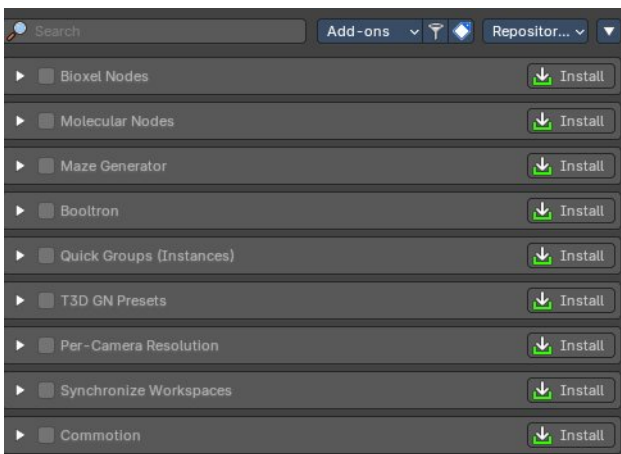 Search Add-ons Repositor...
Bioxel Nodes Install
Molecular Nodes Install
Maze Generator Install
Booltron Install
Quick Groups (Instances) Install
T3D GN Presets Install
Per-Camera Resolution Install
Synchronize Workspaces Install
Commotion Install